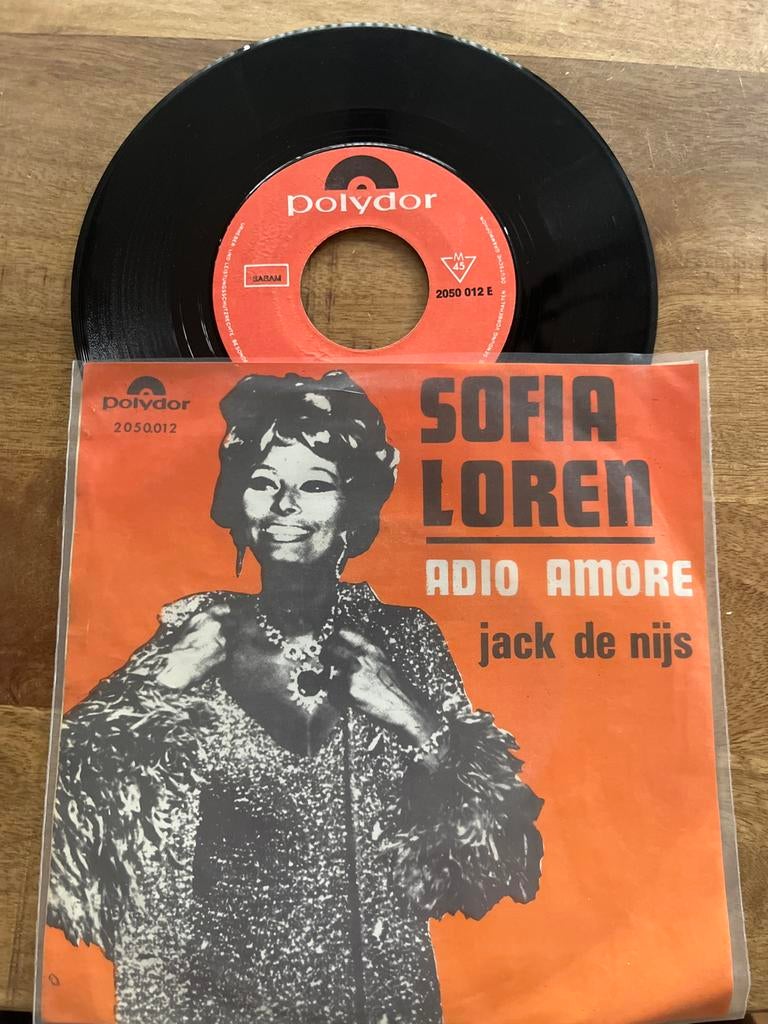 polydor
SABAM
M
45
2050 012 E
polydor
2050.012
SOFIA
LOREN
ADIO AMORE
jack de nijs